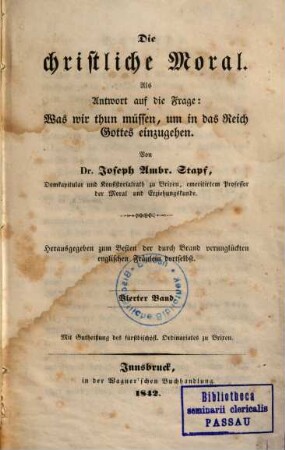 Die
christliche Moral.
Als
Antwort auf die Frage:
Was wir thun müssen, um in das Reich
Gottes einzugehen.
Von
Dr. Joseph Ambr. Stapf,
Domkapitular und Konsistorialrath zu Brixen, emeritirtem Professor
der Moral und Erziehungskunde.
Herausgegeben zum Besten der durch Brand verunglückten
englischen Fräulein dortselbst.
Vierter Band.
Mit Gutheißung des fürstbischöfl. Ordinariates zu Brixen.
Innsbruck,
in der Wagner'schen Buchhandlung
1842.
Bibliotheca
seminarii clericalis
PASSAU